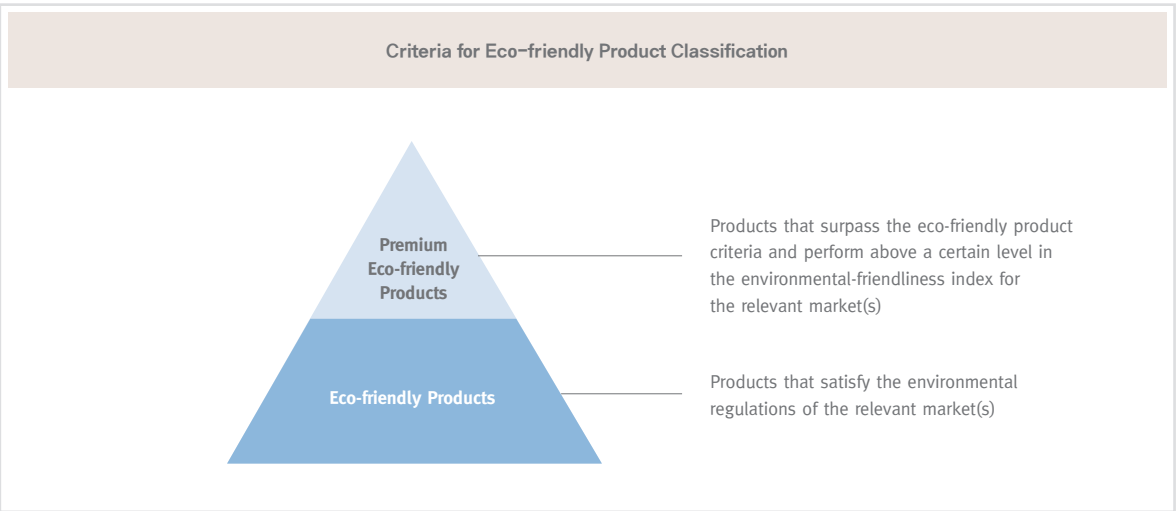 Criteria for Eco-friendly Product Classification
Premium
Eco-friendly
Products
Products that surpass the eco-friendly product
criteria and perform above a certain level in
the environmental-friendliness index for
the relevant market(s)
Eco-friendly Products
Products that satisfy the environmental
regulations of the relevant market(s)